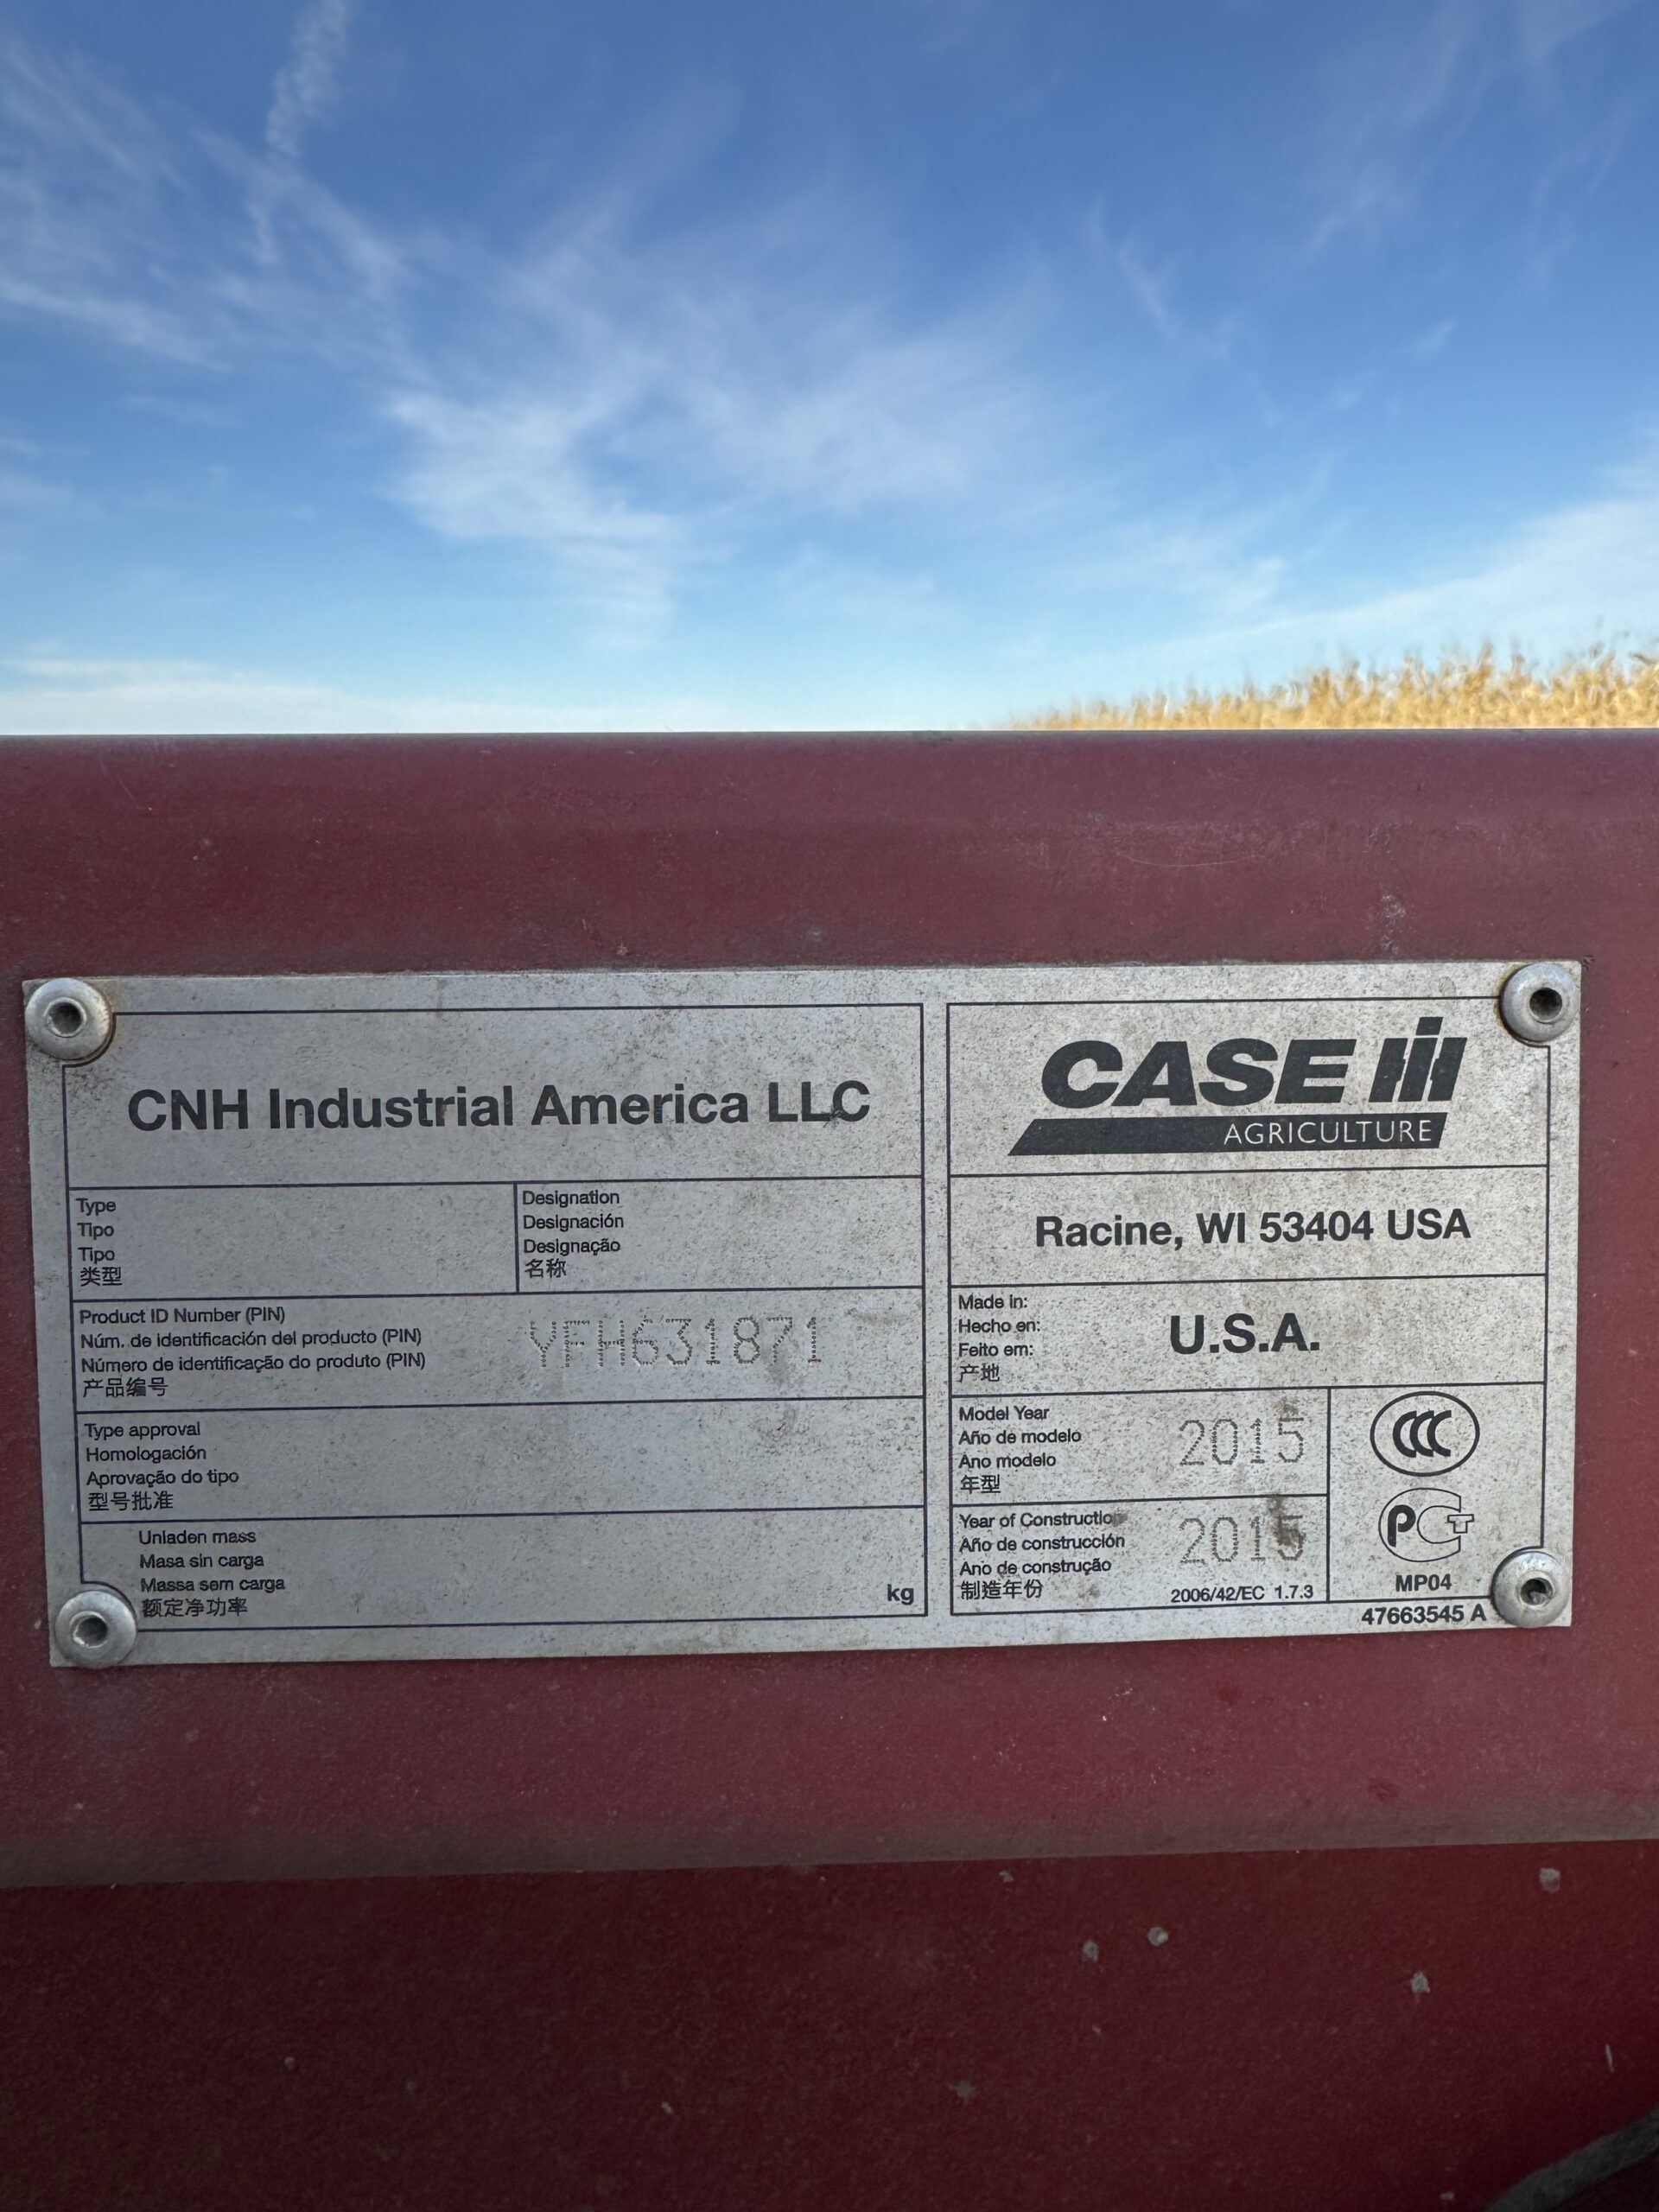 CNH Industrial America LLC
Type
Tipo
Tipo
类型
Designation
Designación
Designação
名称
Product ID Number (PIN)
Núm. de identificación del producto (PIN)
Número de identificação do produto (PIN)
产品编号
YFH631871
Type approval
Homologación
Aprovação do tipo
型号批准
Unladen mass
Masa sin carga
Massa sem carga
额定净功率
kg
CASE IH
AGRICULTURE
Racine, WI 53404 USA
Made in:
Hecho en:
Feito em:
产地
U.S.A.
Model Year
Año de modelo
Ano modelo
年型
2015
Year of Construction
Año de construcción
Ano de construção
制造年份
2015
2006/42/EC 1.7.3
CCC
PCT
MP04
47663545 A